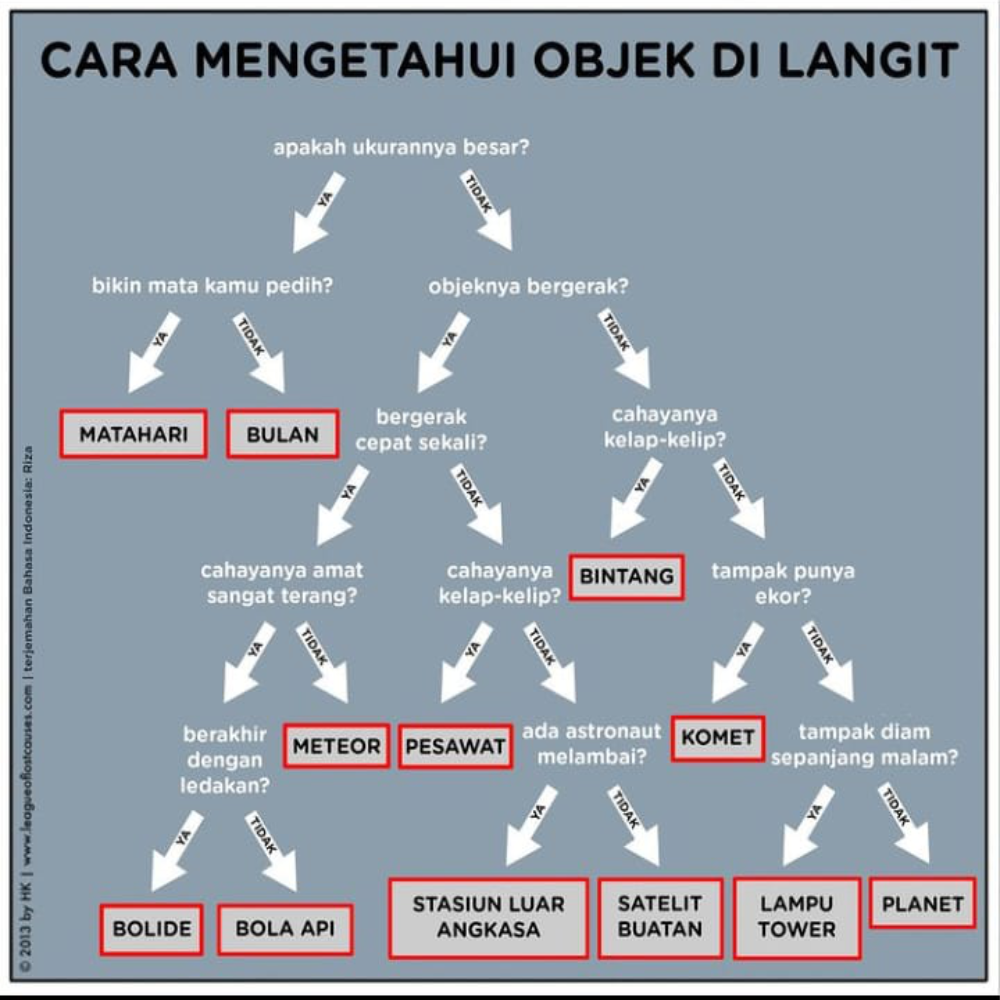 CARA MENGETAHUI OBJEK DI LANGIT
apakah ukurannya besar?
YA
TIDAK
bikin mata kamu pedih?
objeknya bergerak?
YA
TIDAK
YA
TIDAK
MATAHARI
BULAN
bergerak
cepat sekali?
cahayanya
kelap-kelip?
YA
TIDAK
YA
TIDAK
cahayanya amat
sangat terang?
cahayanya
kelap-kelip?
BINTANG
tampak punya
ekor?
YA
TIDAK
YA
TIDAK
YA
TIDAK
berakhir
dengan
ledakan?
METEOR
PESAWAT
ada astronaut
melambai?
KOMET
tampak diam
sepanjang malam?
YA
TIDAK
YA
TIDAK
YA
TIDAK
BOLIDE
BOLA API
STASIUN LUAR
ANGKASA
SATELIT
BUATAN
LAMPU
TOWER
PLANET
© 2013 by HK | www.leagueoflostcauses.com | terjemahan Bahasa Indonesia: Riza